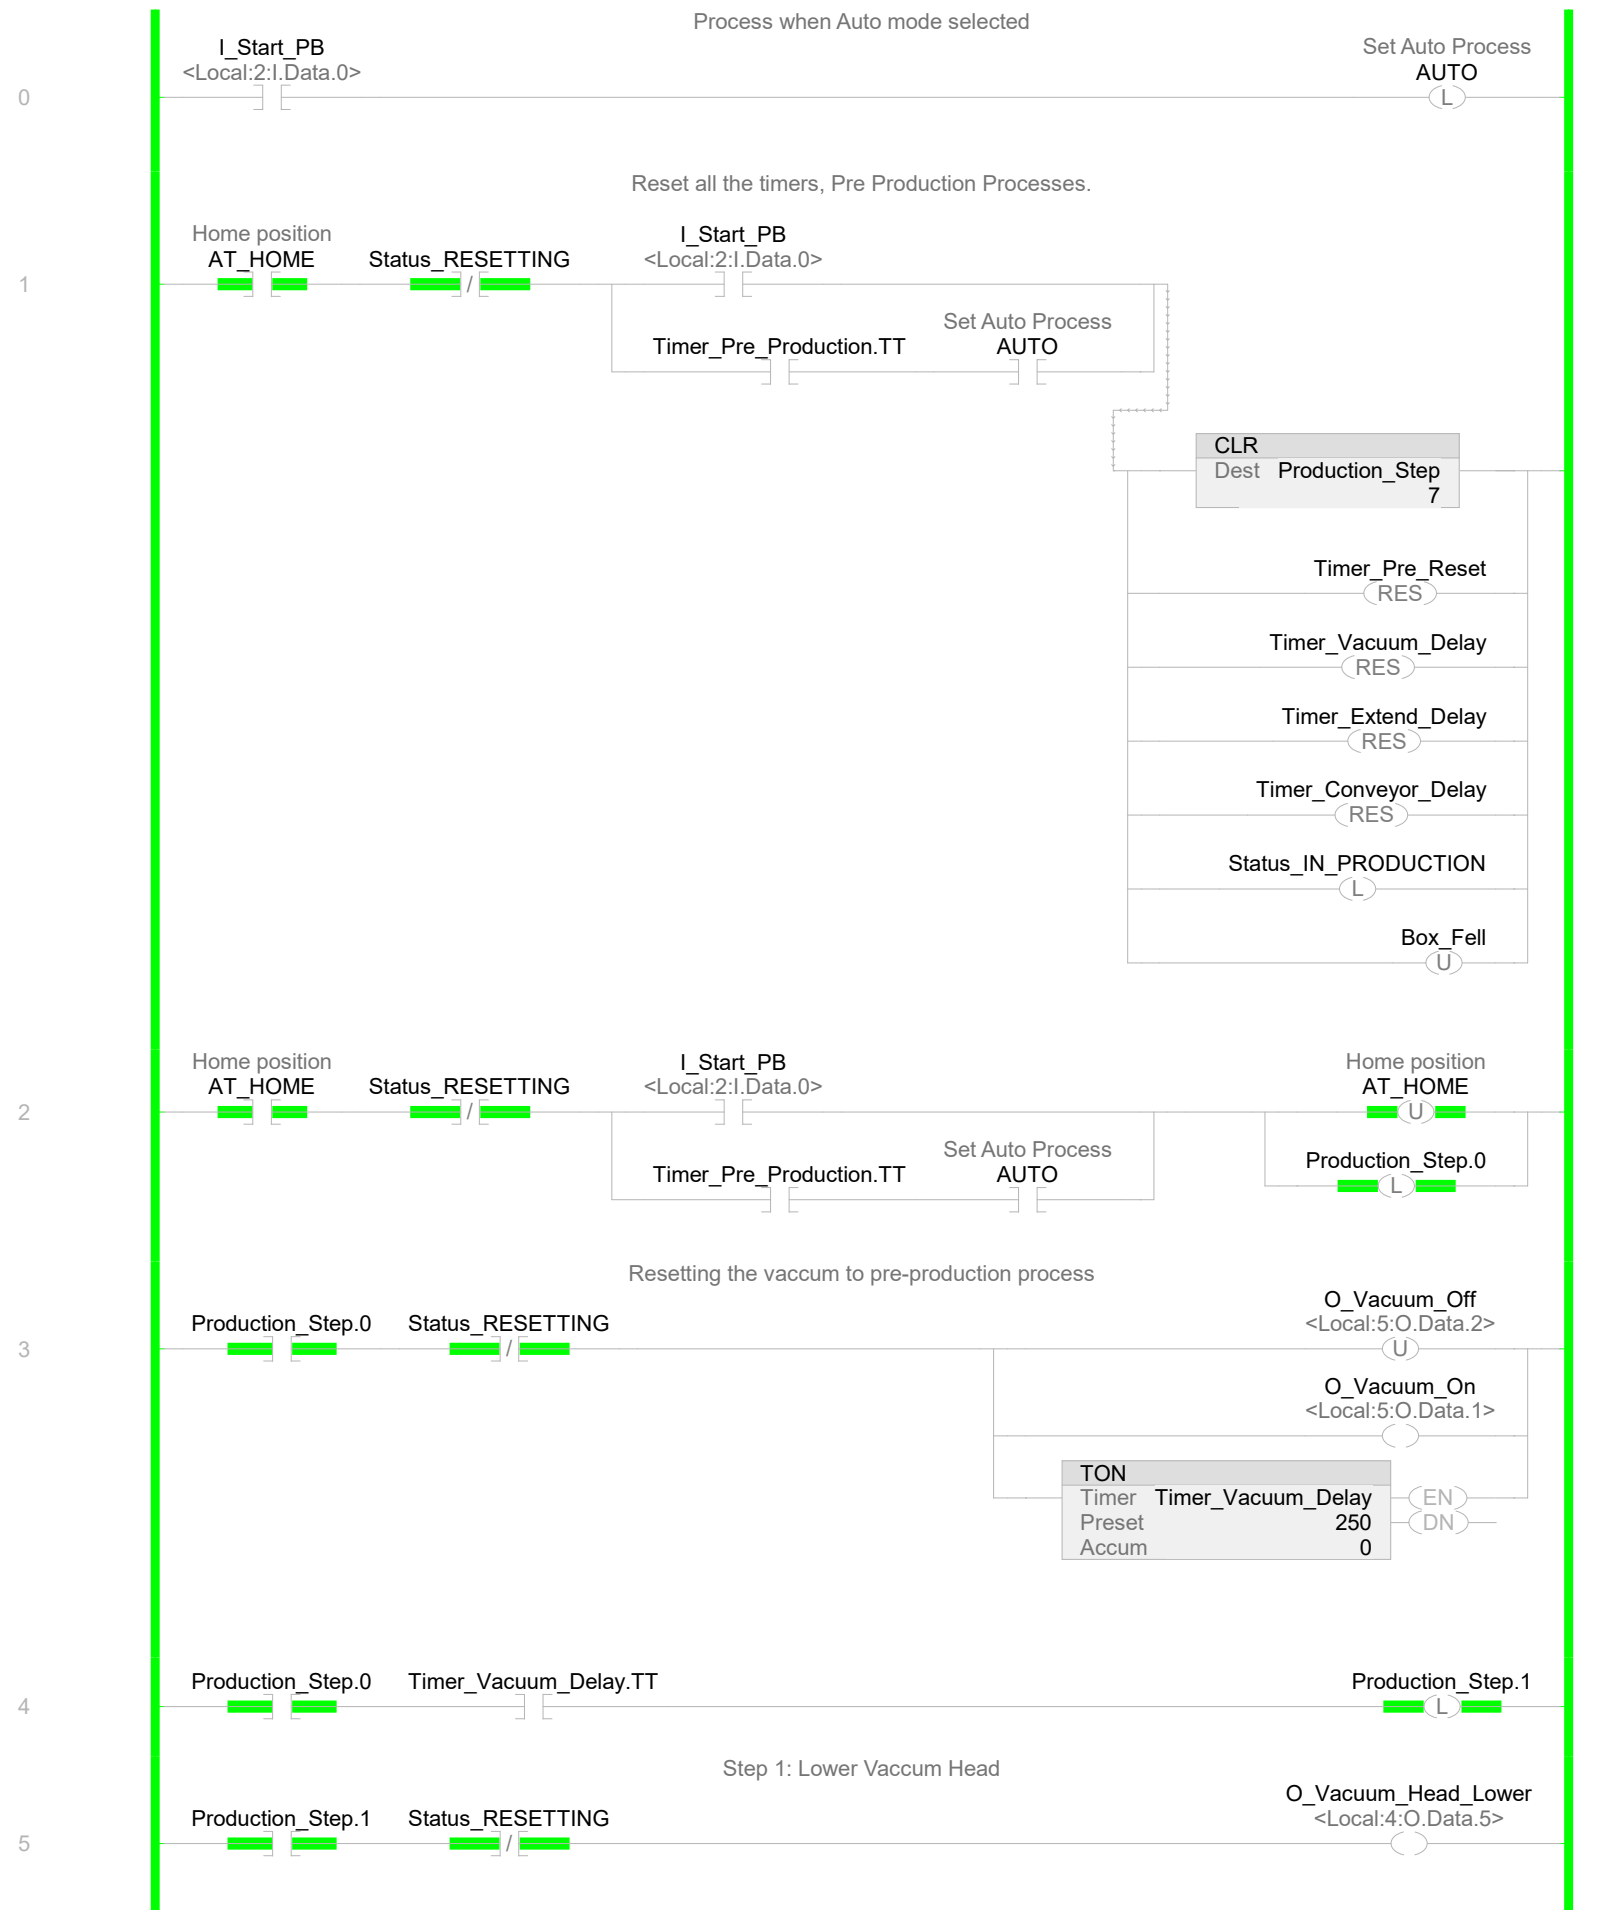 Process when Auto mode selected
I_Start_PB
<Local:2:I.Data.0>
Set Auto Process
AUTO
0
L
Reset all the timers, Pre Production Processes.
Home position
AT_HOME
Status_RESETTING
I_Start_PB
<Local:2:I.Data.0>
1
/
Timer_Pre_Production.TT
Set Auto Process
AUTO
CLR
Dest Production_Step
7
Timer_Pre_Reset
RES
Timer_Vacuum_Delay
RES
Timer_Extend_Delay
RES
Timer_Conveyor_Delay
RES
Status_IN_PRODUCTION
L
Box_Fell
U
Home position
AT_HOME
Status_RESETTING
I_Start_PB
<Local:2:I.Data.0>
Home position
AT_HOME
2
/
U
Timer_Pre_Production.TT
Set Auto Process
AUTO
Production_Step.0
L
Resetting the vaccum to pre-production process
Production_Step.0
Status_RESETTING
O_Vacuum_Off
<Local:5:O.Data.2>
3
/
U
O_Vacuum_On
<Local:5:O.Data.1>
TON
Timer Timer_Vacuum_Delay
Preset 250
Accum 0
EN
DN
Production_Step.0
Timer_Vacuum_Delay.TT
Production_Step.1
4
L
Step 1: Lower Vaccum Head
Production_Step.1
Status_RESETTING
O_Vacuum_Head_Lower
<Local:4:O.Data.5>
5
/